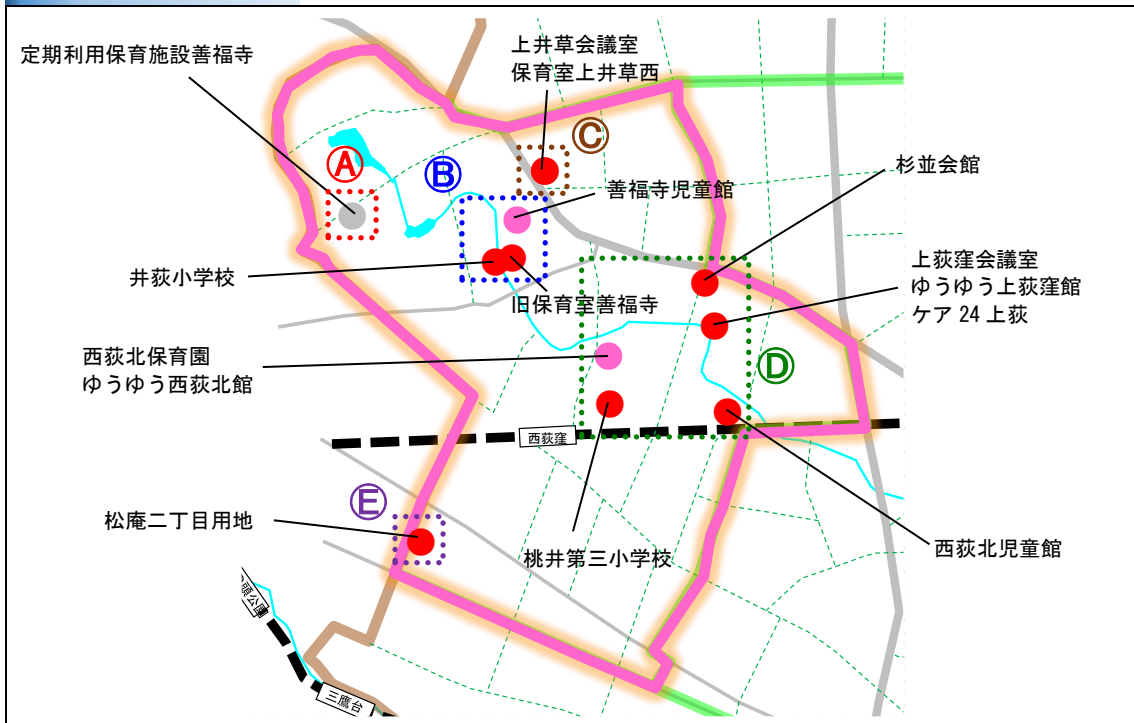 上井草会議室
保育室上井草西
定期利用保育施設善福寺
Ⓒ
Ⓐ
Ⓑ
杉並会館
善福寺児童館
上荻窪会議室
ゆうゆう上荻窪館
ケア 24 上荻
井荻小学校
旧保育室善福寺
西荻北保育園
ゆうゆう西荻北館
Ⓓ
西荻窪
Ⓔ
松庵二丁目用地
桃井第三小学校
西荻北児童館
頭公園
三鷹台